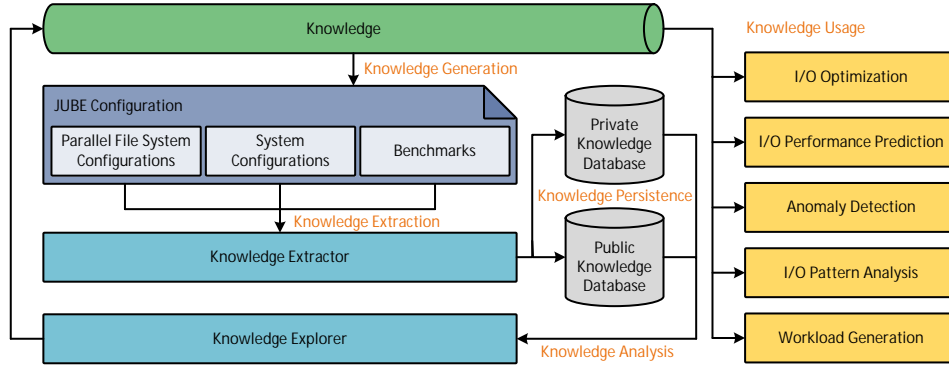 Knowledge
Knowledge Usage
Knowledge Generation
I/O Optimization
JUBE Configuration
Parallel File System
Configurations
System
Configurations
Benchmarks
Private
Knowledge
Database
I/O Performance Prediction
Knowledge Persistence
Knowledge Extraction
Anomaly Detection
Knowledge Extractor
Public
Knowledge
Database
I/O Pattern Analysis
Knowledge Explorer
Knowledge Analysis
Workload Generation